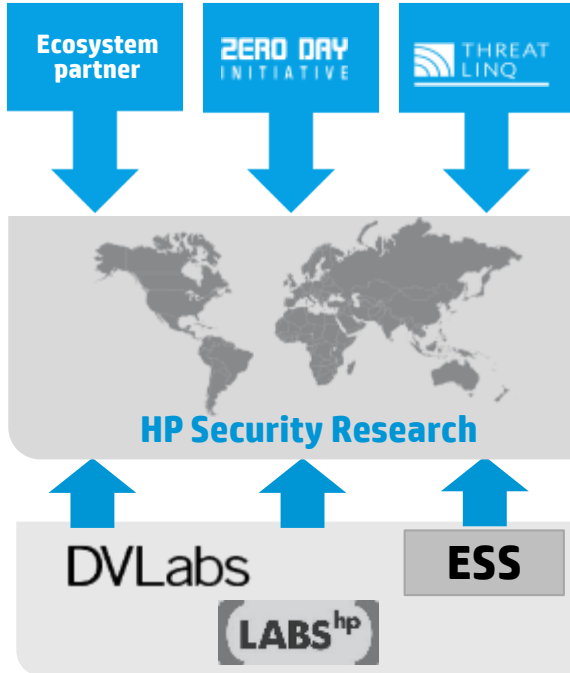 Ecosystem
partner
ZERO DAY
INITIATIVE
THREAT
LINQ
HP Security Research
DVLabs
ESS
LABS hp